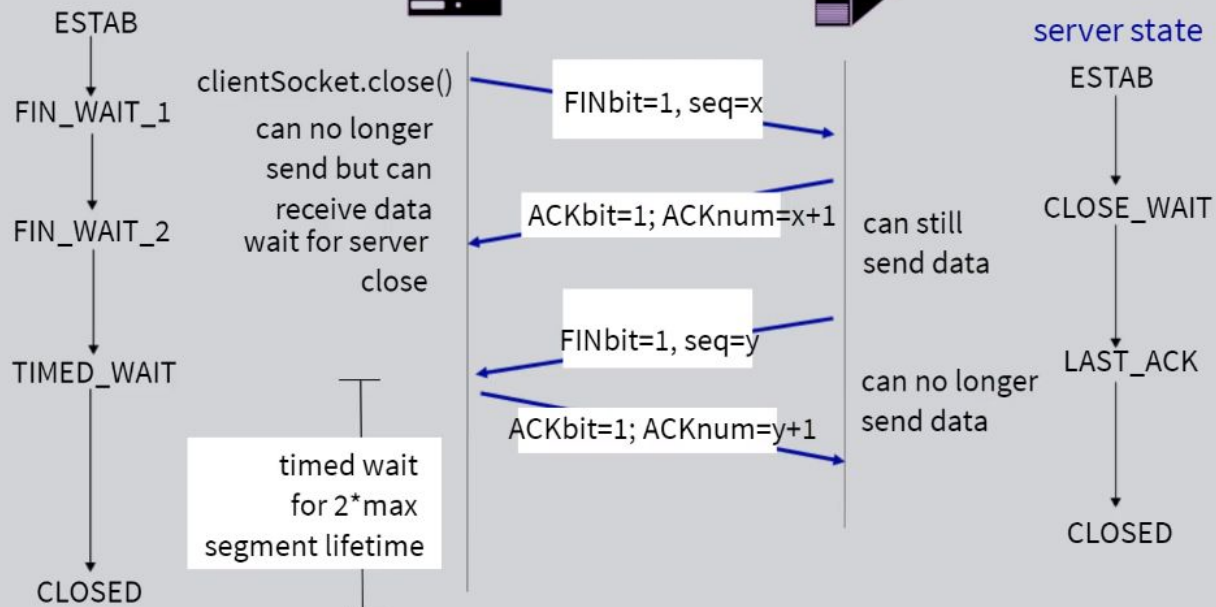 ESTAB
FIN_WAIT_1
FIN_WAIT_2
TIMED_WAIT
CLOSED
clientSocket.close()
can no longer
send but can
receive data
wait for server
close
timed wait
for 2*max
segment lifetime
FINbit=1, seq=x
ACKbit=1; ACKnum=x+1
FINbit=1, seq=y
ACKbit=1; ACKnum=y+1
can still
send data
can no longer
send data
server state
ESTAB
CLOSE_WAIT
LAST_ACK
CLOSED